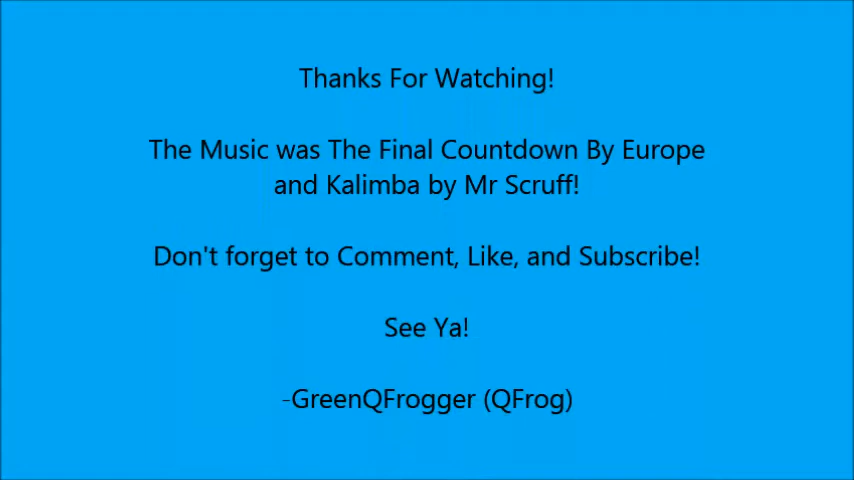 Thanks For Watching!
The Music was The Final Countdown By Europe
and Kalimba by Mr Scruff!
Don't forget to Comment, Like, and Subscribe!
See Ya!
-GreenQFrogger (QFrog)